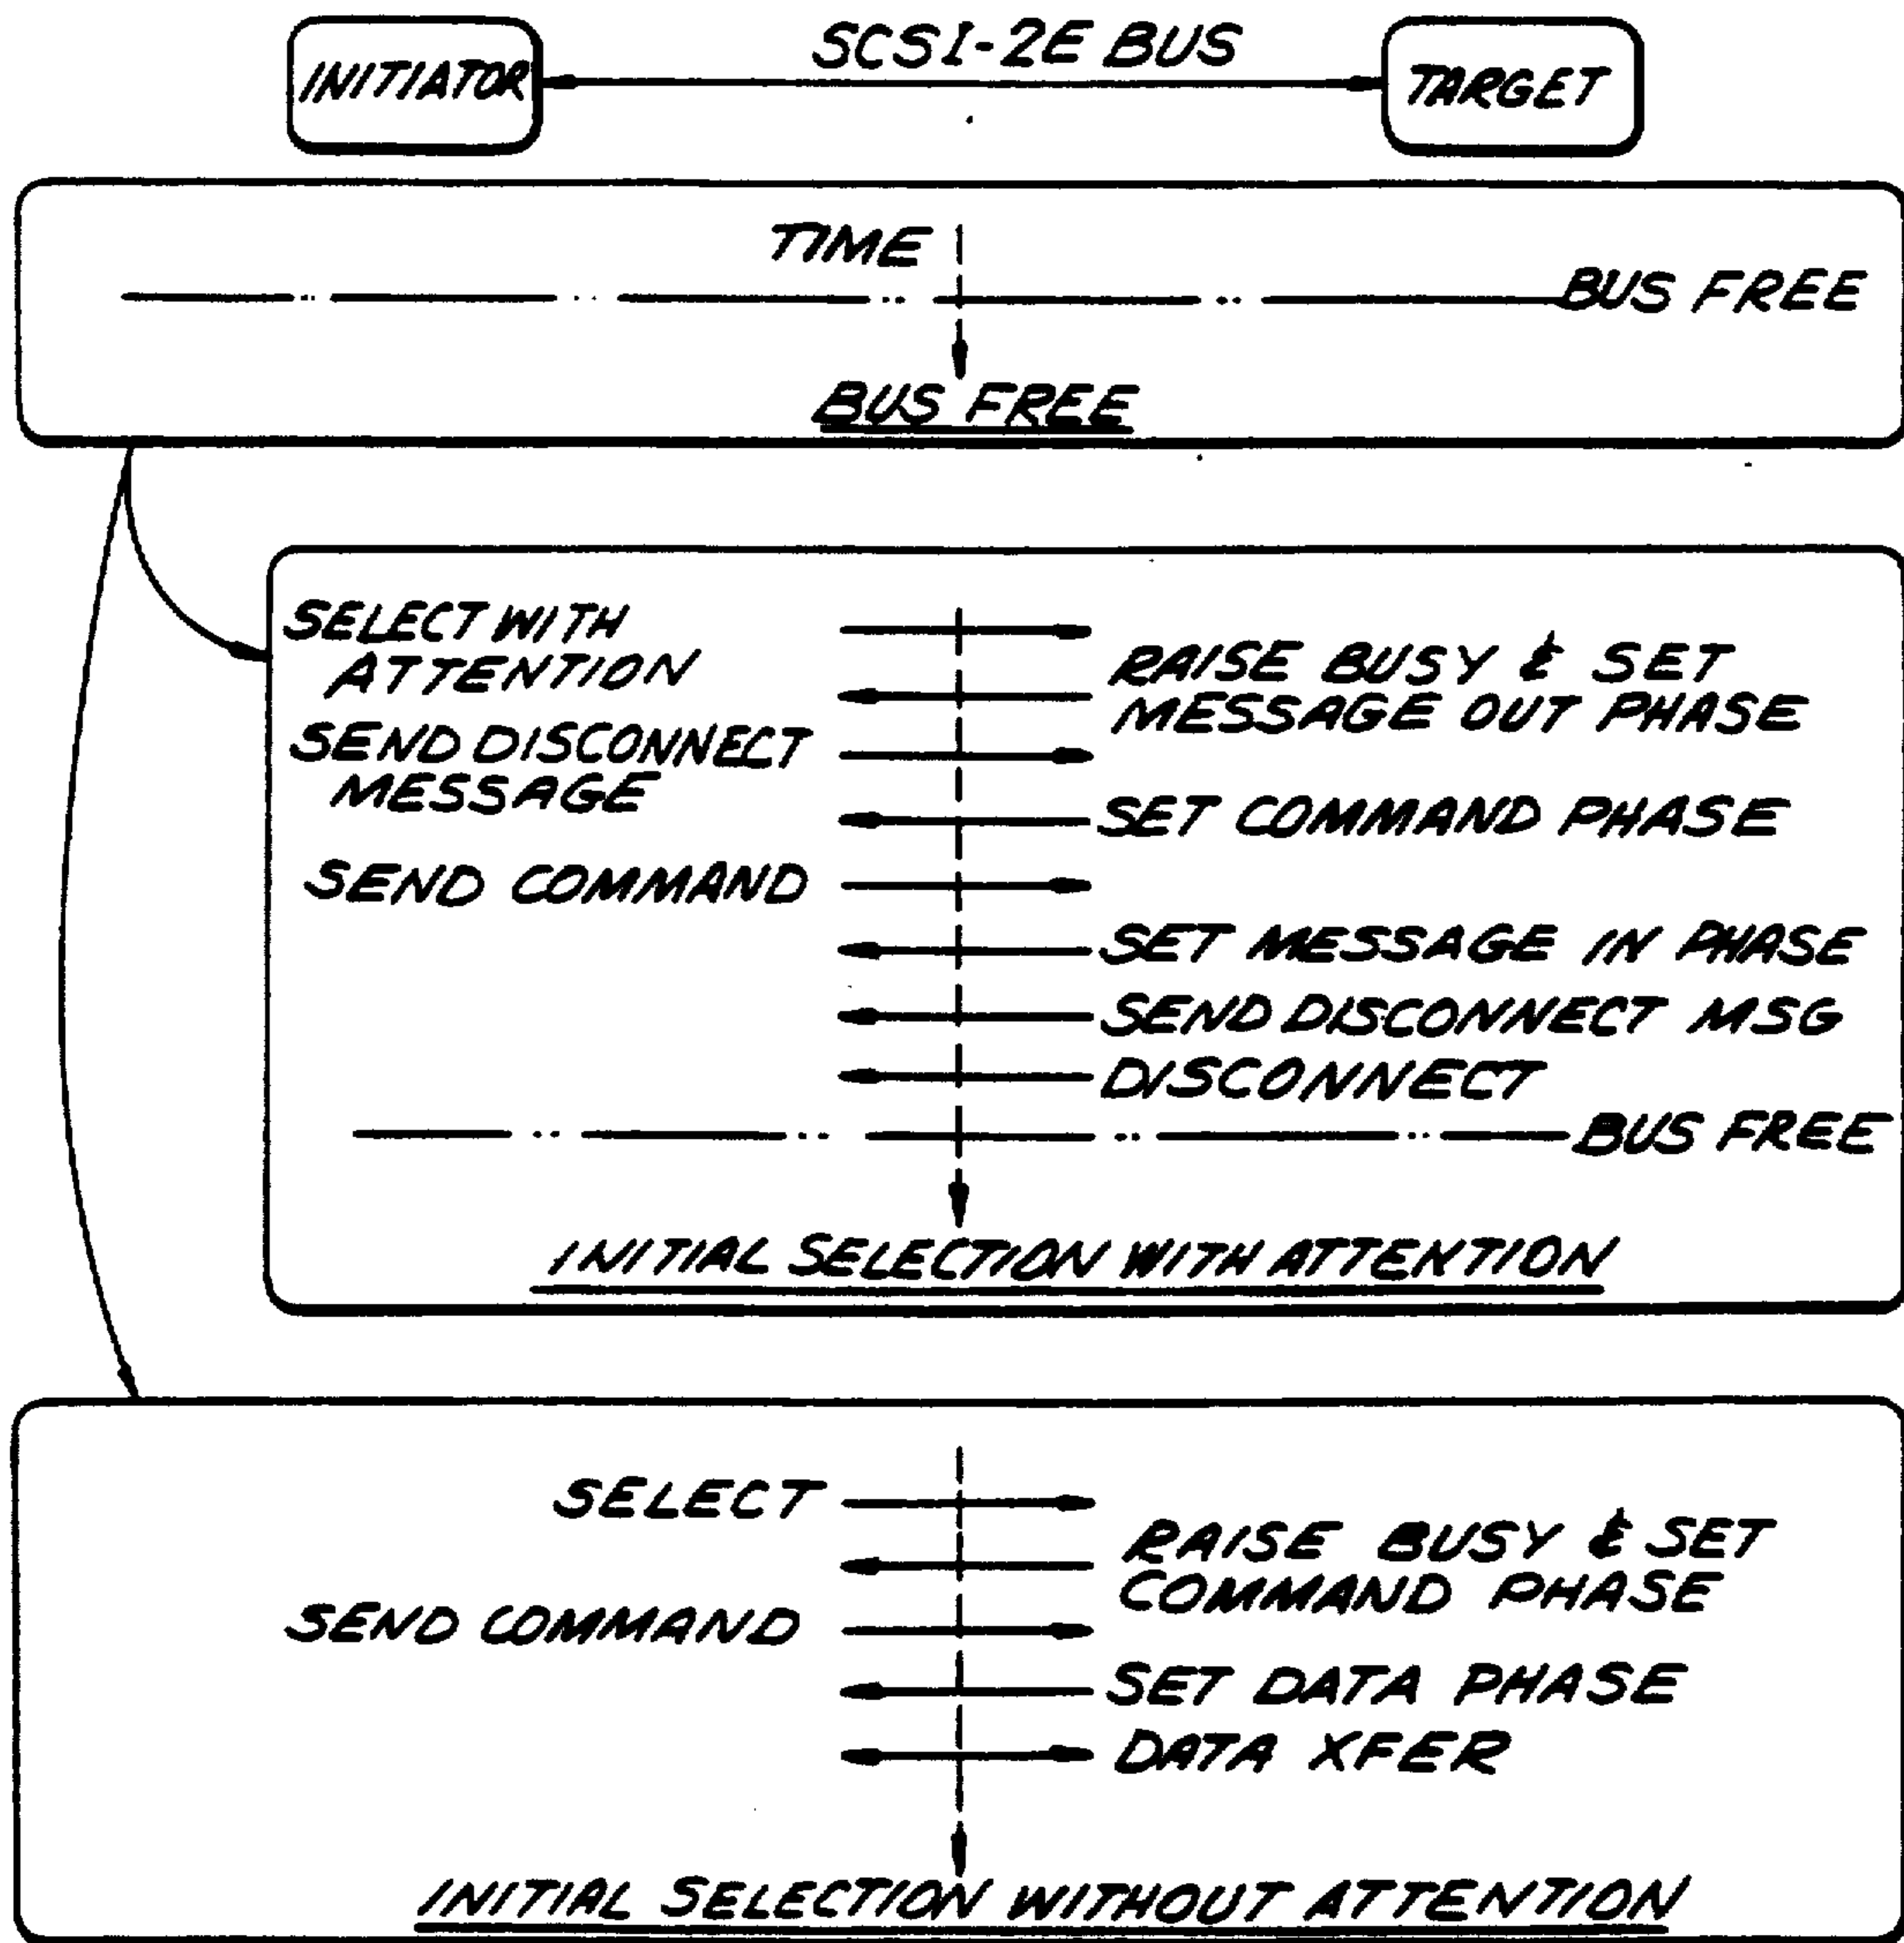 INITIATOR
SCSI-2E BUS
TARGET
TIME
BUS FREE
BUS FREE
SELECT WITH
ATTENTION
RAISE BUSY & SET
MESSAGE OUT PHASE
SEND DISCONNECT
MESSAGE
SET COMMAND PHASE
SEND COMMAND
SET MESSAGE IN PHASE
SEND DISCONNECT MSG
DISCONNECT
BUS FREE
INITIAL SELECTION WITH ATTENTION
SELECT
RAISE BUSY & SET
COMMAND PHASE
SEND COMMAND
SET DATA PHASE
DATA XFER
INITIAL SELECTION WITHOUT ATTENTION